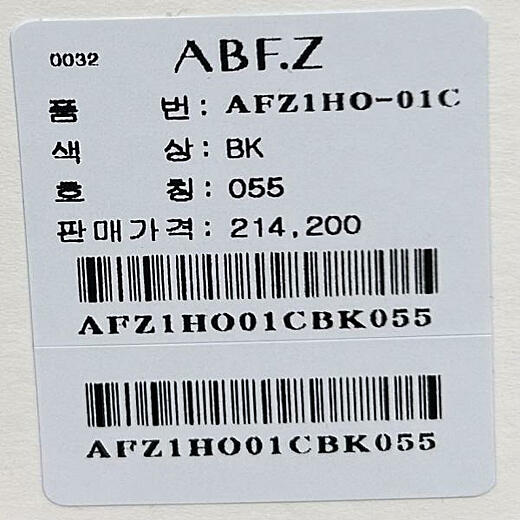 0032 ABF.Z
품 번 : AFZ1HO-01C
색 상 : BK
호 칭 : 055
판매가격 : 214,200
AFZ1HO01CBK055
AFZ1HO01CBK055